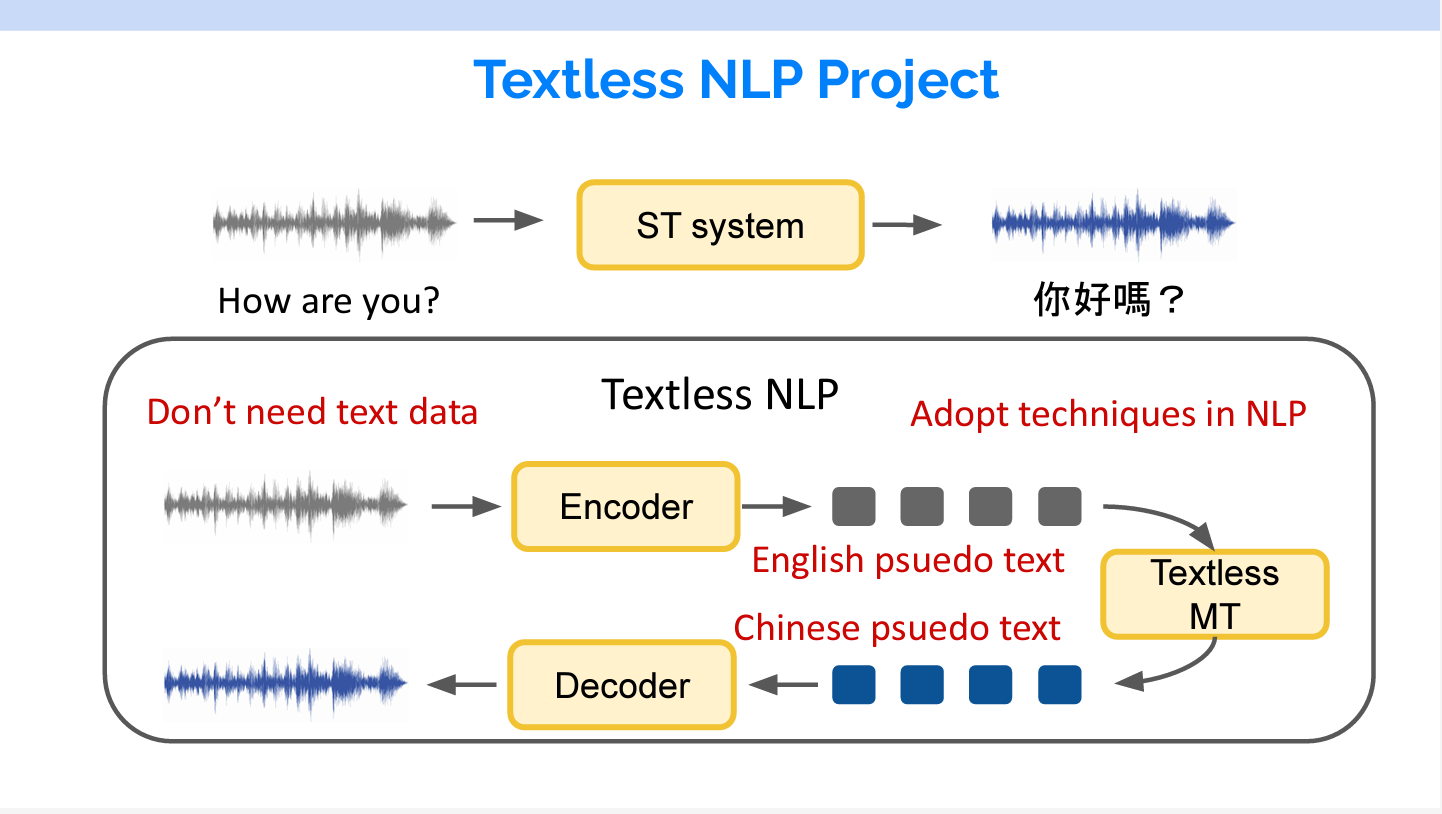 Textless NLP Project
ST system
How are you?
你好嗎？
Textless NLP
Don't need text data
Adopt techniques in NLP
Encoder
English psuedo text
Textless
MT
Chinese psuedo text
Decoder